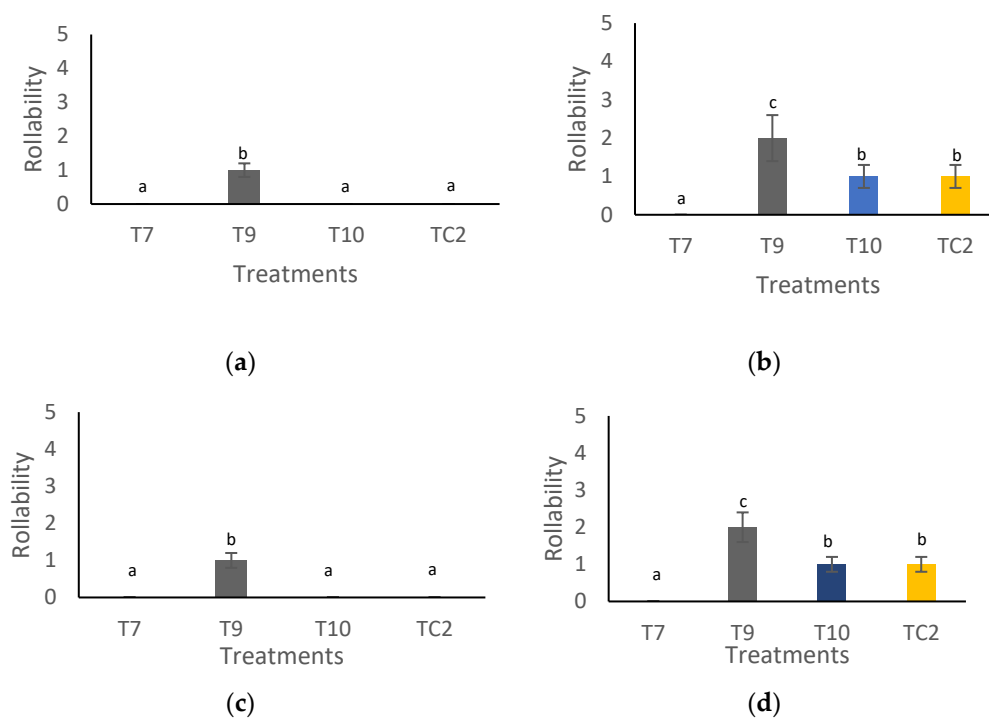 5
4
3
2
1
0
Rollability
a
b
a
a
T7
T9
T10
TC2
Treatments
(a)
5
4
3
2
1
0
Rollability
a
c
b
b
T7
T9
T10
TC2
Treatments
(b)
5
4
3
2
1
0
Rollability
a
b
a
a
T7
T9
T10
TC2
Treatments
(c)
5
4
3
2
1
0
Rollability
a
c
b
b
T7
T9
T10
TC2
Treatments
(d)